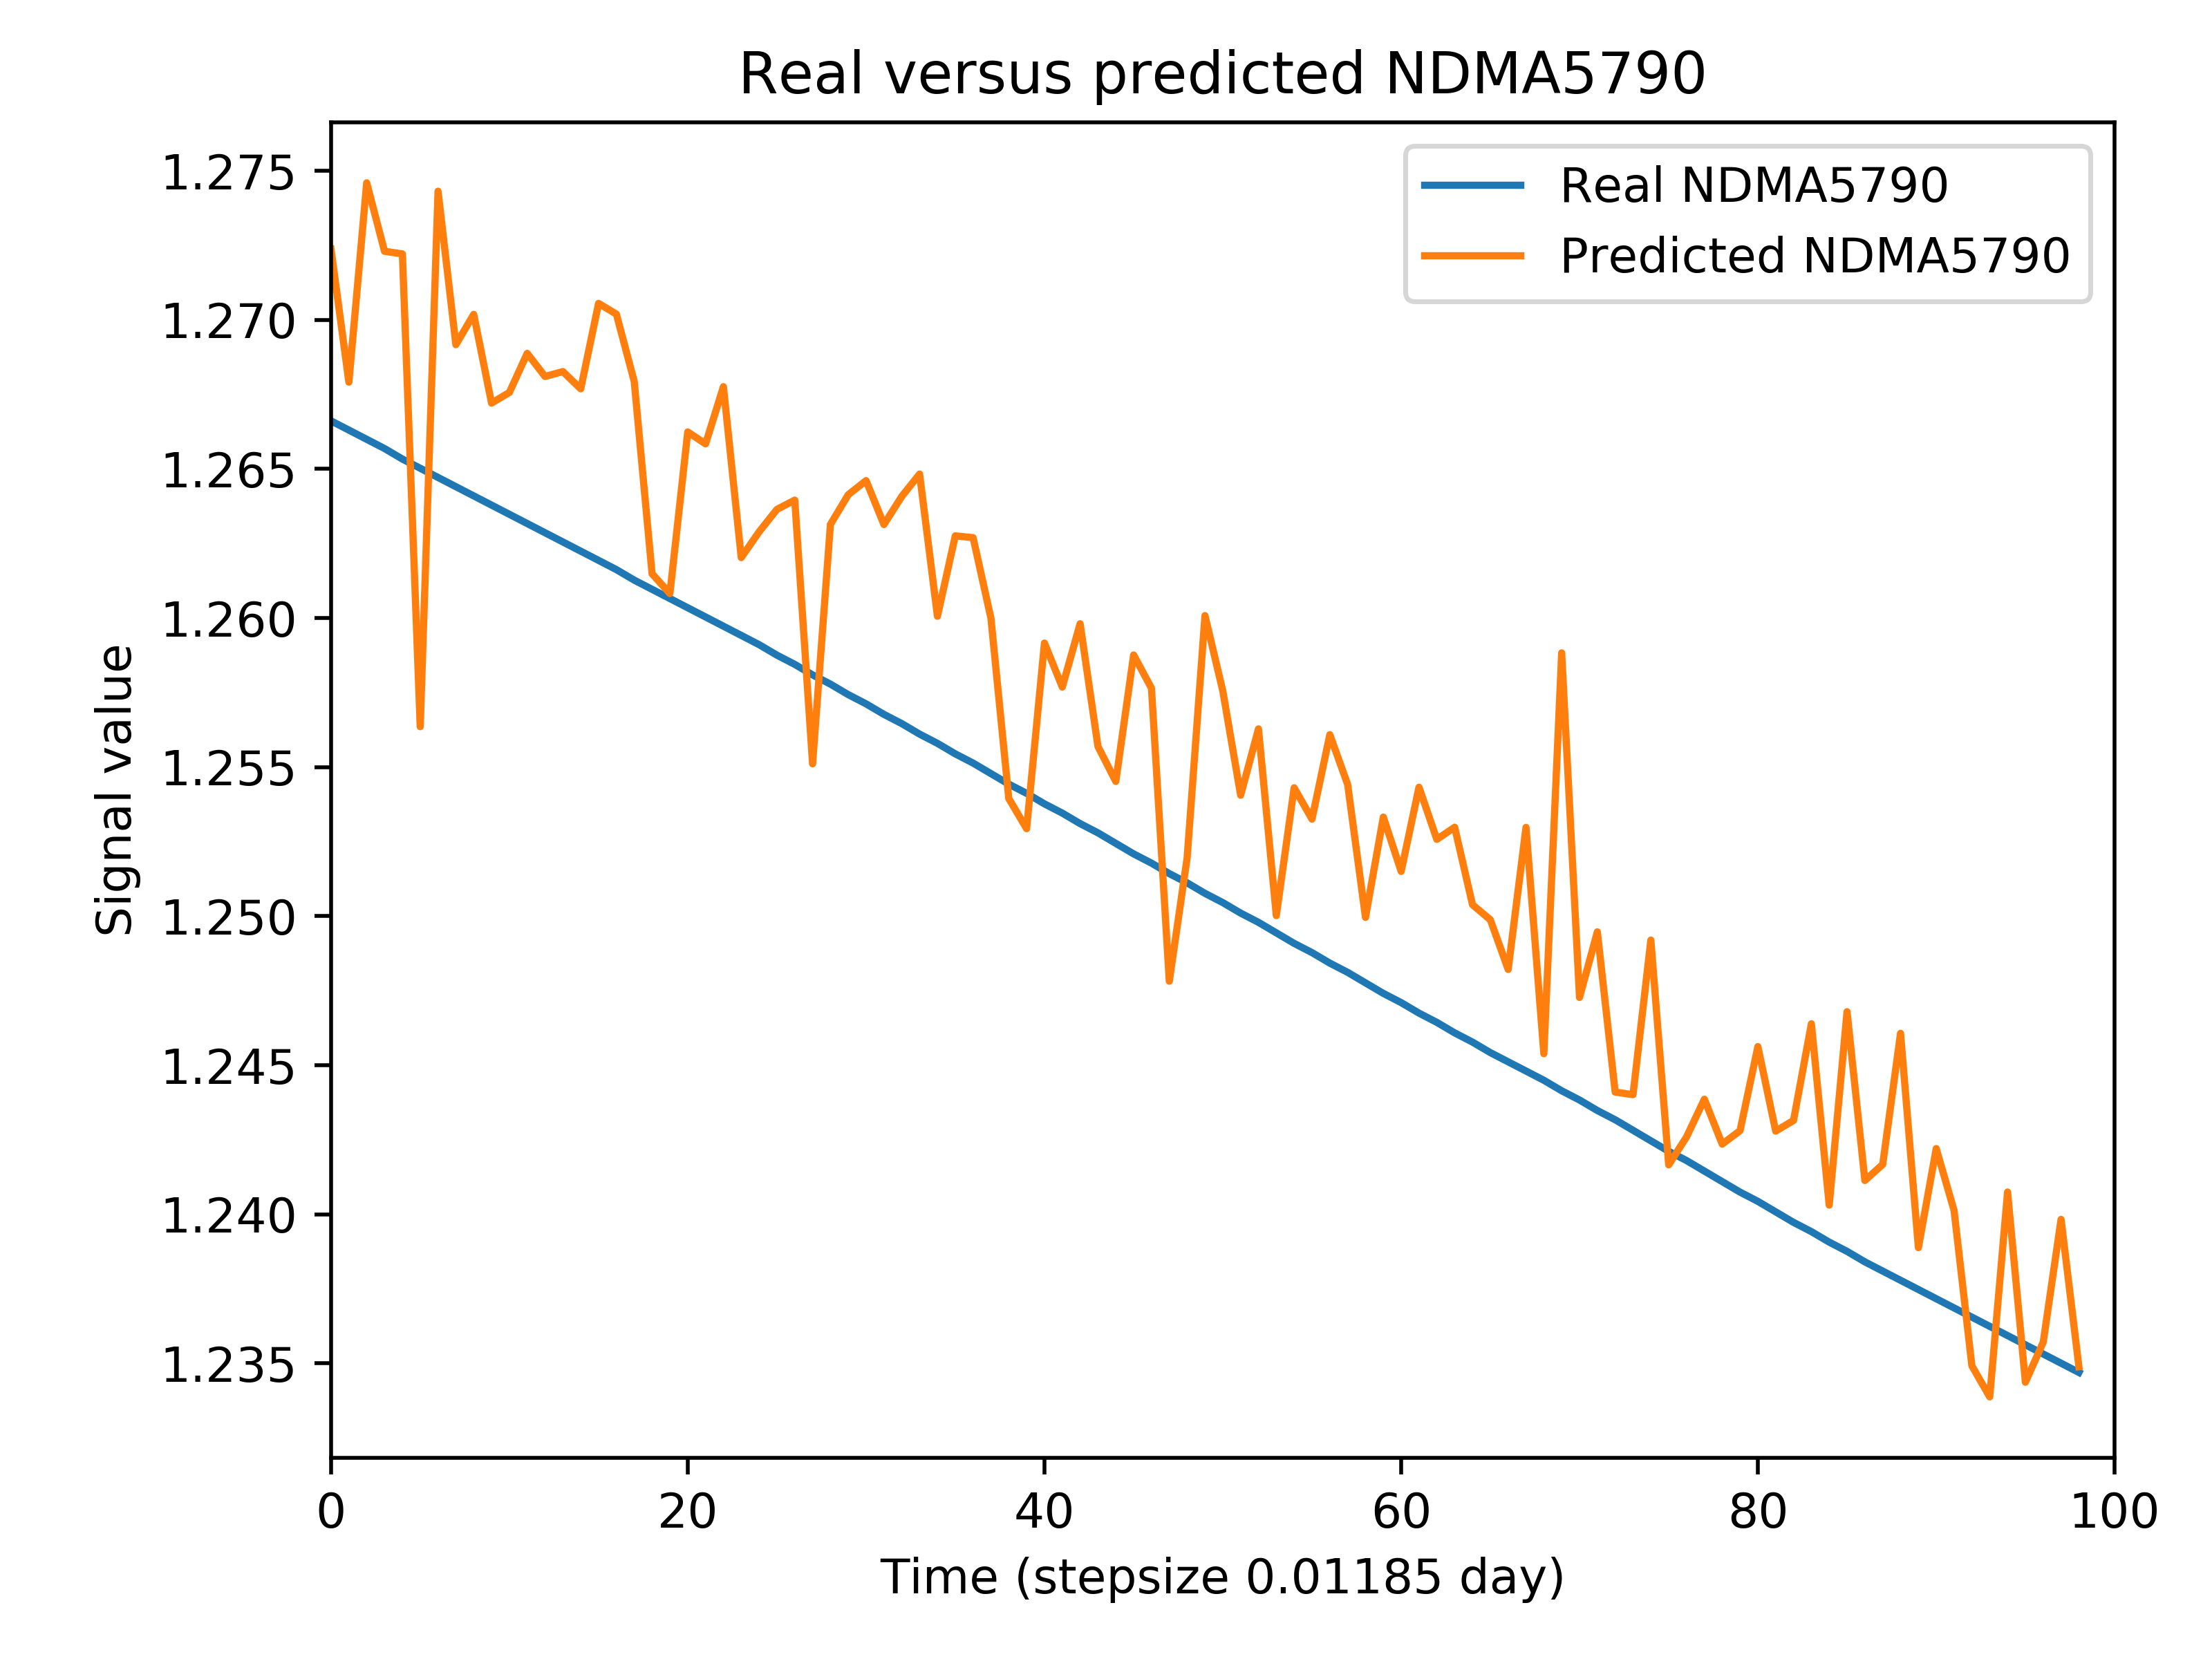 Real versus predicted NDMA5790
Real NDMA5790
Predicted NDMA5790
1.275
1.270
1.265
1.260
1.255
1.250
1.245
1.240
1.235
Signal value
0 20 40 60 80 100
Time (stepsize 0.01185 day)